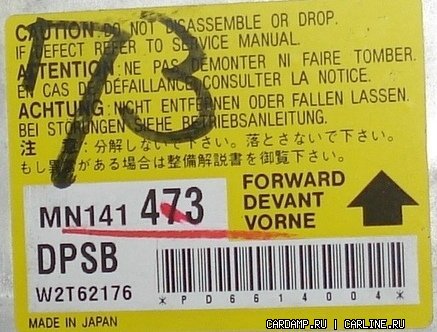 CAUTION: DO NOT DISASSEMBLE OR DROP.
IF DEFECT REFER TO SERVICE MANUAL.
ATTENTION: NE PAS DÉMONTER NI FAIRE TOMBER.
EN CAS DE DÉFAILLANCE CONSULTER LA NOTICE.
ACHTUNG: NICHT ENTFERNEN ODER FALLEN LASSEN.
BEI STÖRUNGEN SIEHE BETRIEBSANLEITUNG.
注 :分解しないで下さい。落とさないで下さい。
もし異常がある場合は整備解説書を御覧下さい。
73
FORWARD
DEVANT
VORNE
MN141 473
DPSB
W2T62176
*PD6614004*
MADE IN JAPAN
CARDAMP.RU | CARLINE.RU